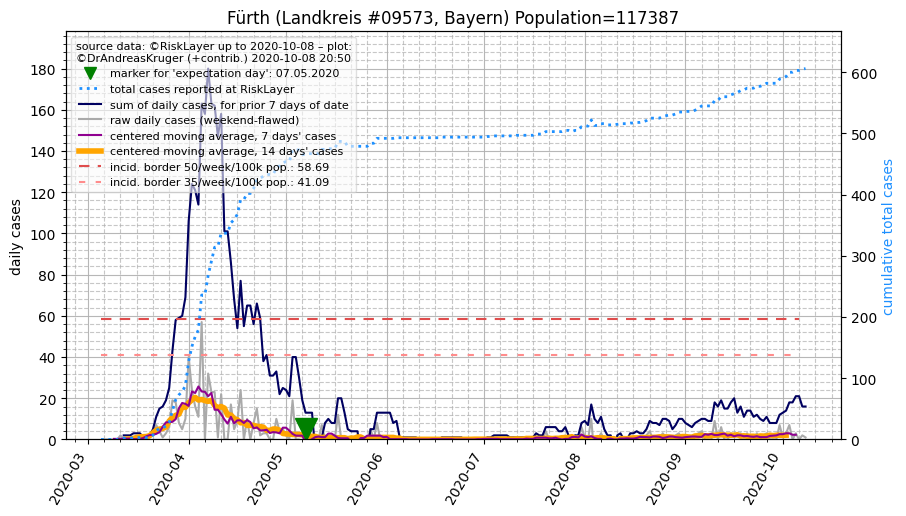 Fürth (Landkreis #09573, Bayern) Population=117387
source data: ©RiskLayer up to 2020-10-08 – plot:
©DrAndreasKruger (+contrib.) 2020-10-08 20:50
marker for 'expectation day': 07.05.2020
total cases reported at RiskLayer
sum of daily cases, for prior 7 days of date
raw daily cases (weekend-flawed)
centered moving average, 7 days' cases
centered moving average, 14 days' cases
incid. border 50/week/100k pop.: 58.69
incid. border 35/week/100k pop.: 41.09
daily cases
180
160
140
120
100
80
60
40
20
0
600
500
400
300
200
100
0
cumulative total cases
2020-03
2020-04
2020-05
2020-06
2020-07
2020-08
2020-09
2020-10